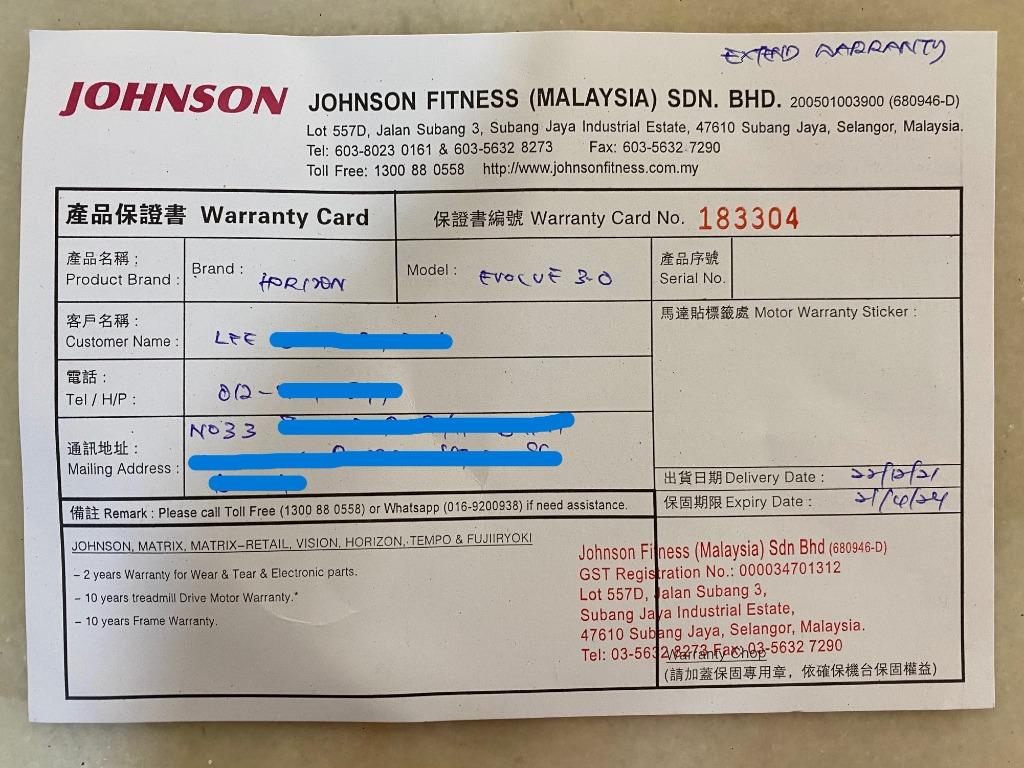 EXTEND WARRANTY
JOHNSON
JOHNSON FITNESS (MALAYSIA) SDN. BHD. 200501003900 (680946-D)
Lot 557D, Jalan Subang 3, Subang Jaya Industrial Estate, 47610 Subang Jaya, Selangor, Malaysia.
Tel: 603-8023 0161 & 603-5632 8273 Fax: 603-5632 7290
Toll Free: 1300 88 0558 http://www.johnsonfitness.com.my
產品保證書 Warranty Card
保證書編號 Warranty Card No. 183304
產品名稱：
Product Brand :
Brand : HORIZON
Model : EVOLVE 3.0
產品序號
Serial No.
客戶名稱：
Customer Name :
LEE
馬達貼標籤處 Motor Warranty Sticker :
電話：
Tel / H/P :
012-
通訊地址：
Mailing Address :
NO33
出貨日期 Delivery Date : 22/12/21
保固期限 Expiry Date : 21/4/24
備註 Remark : Please call Toll Free (1300 88 0558) or Whatsapp (016-9200938) if need assistance.
JOHNSON, MATRIX, MATRIX-RETAIL, VISION, HORIZON, TEMPO & FUJIIRYOKI
– 2 years Warranty for Wear & Tear & Electronic parts.
– 10 years treadmill Drive Motor Warranty.*
– 10 years Frame Warranty.
Johnson Fitness (Malaysia) Sdn Bhd (680946-D)
GST Registration No.: 000034701312
Lot 557D, Jalan Subang 3,
Subang Jaya Industrial Estate,
47610 Subang Jaya, Selangor, Malaysia.
Tel: 03-5632 8273 Fax: 03-5632 7290
Warranty Chop
(請加蓋保固專用章，依確保機台保固權益)